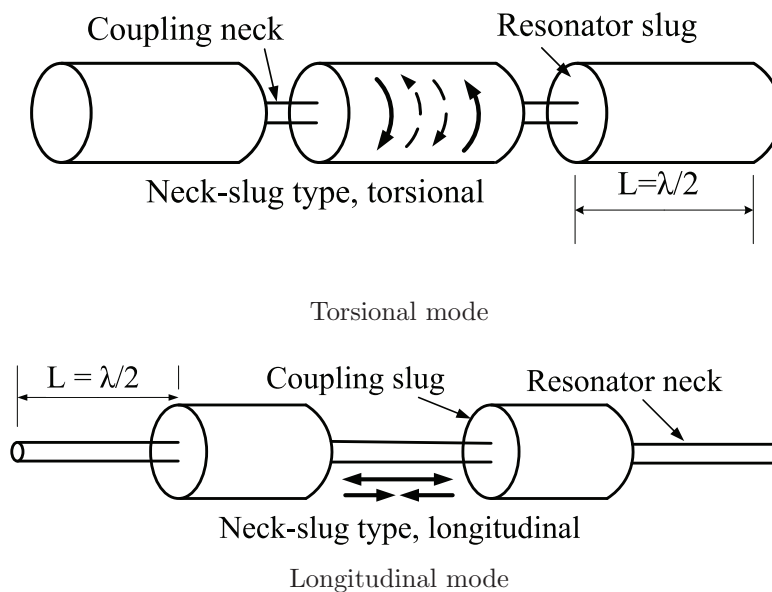 Coupling neck
Resonator slug
Neck-slug type, torsional
L=λ/2
Torsional mode
L = λ/2
Coupling slug
Resonator neck
Neck-slug type, longitudinal
Longitudinal mode